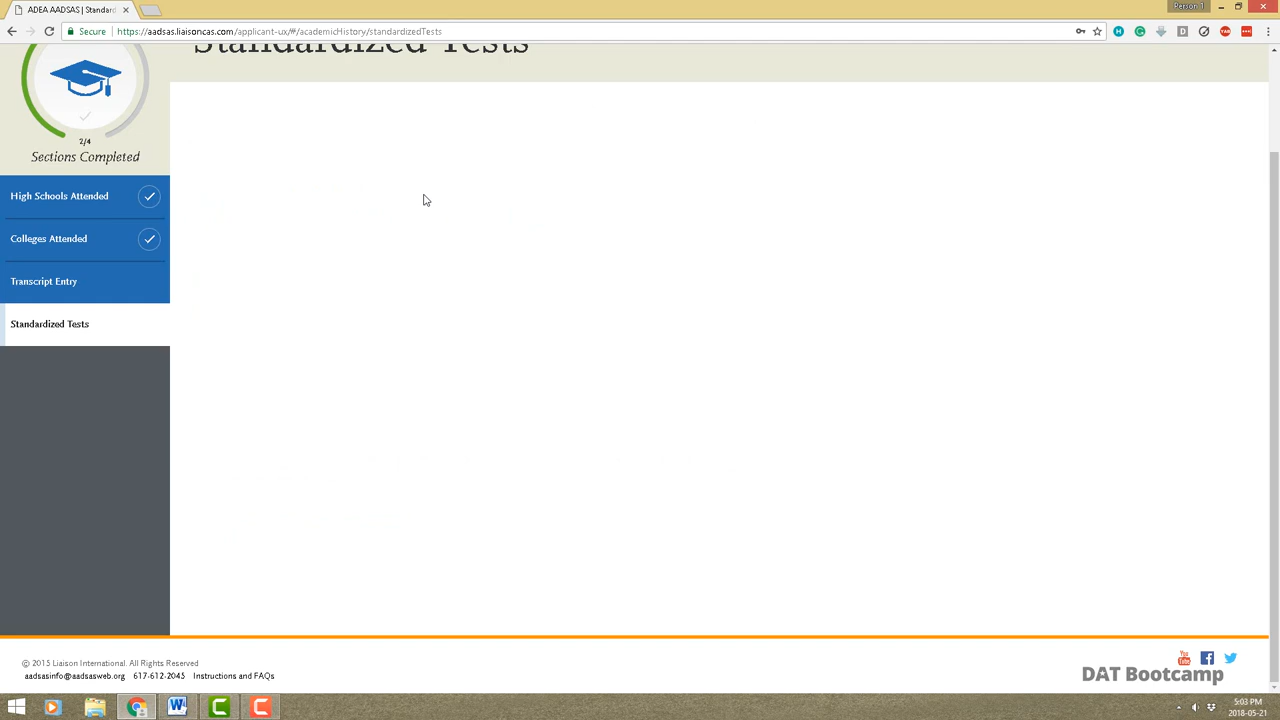 ADEA AADSAS | Standard
Person 1
Secure
https://aadsas.liaisoncas.com/applicant-ux/#/academicHistory/standardizedTests
Standardized Tests
2/4
Sections Completed
High Schools Attended
Colleges Attended
Transcript Entry
Standardized Tests
© 2015 Liaison International. All Rights Reserved
aadsasinfo@aadsasweb.org 617-612-2045 Instructions and FAQs
You Tube
DAT Bootcamp
5:03 PM
2018-05-21